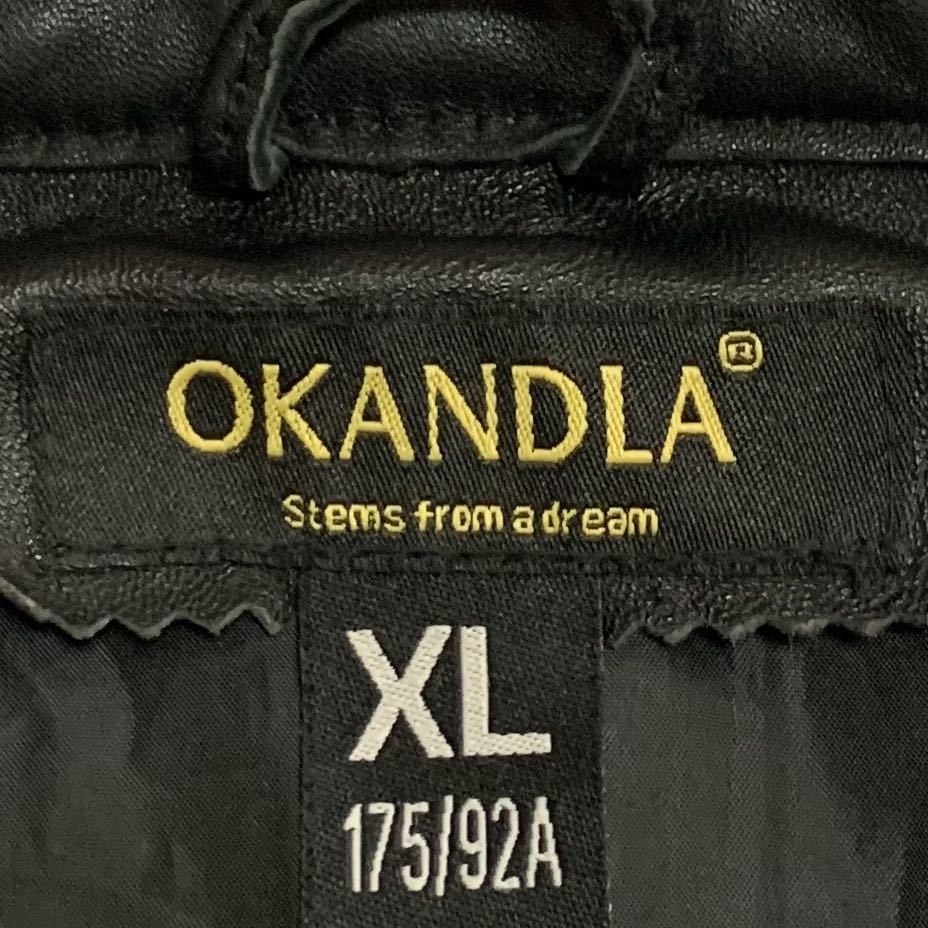 OKANDLA®
Stems from a dream
XL
175/92A